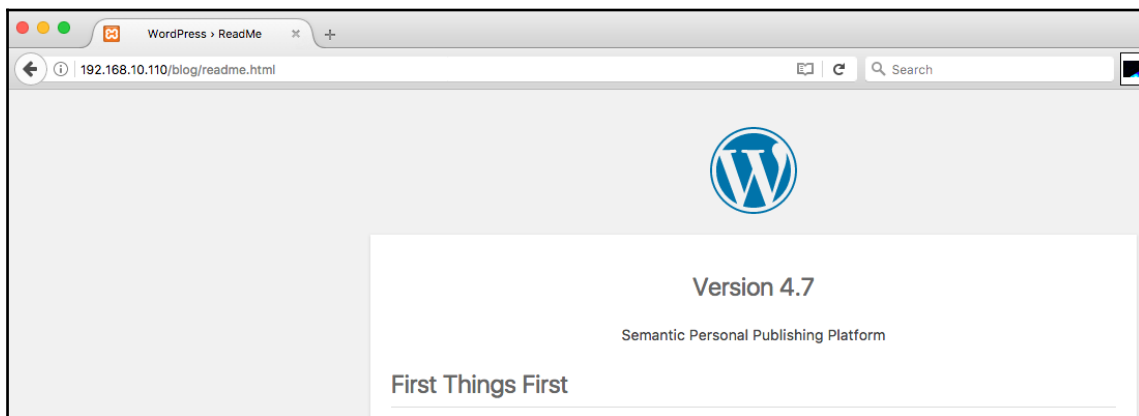 WordPress › ReadMe
192.168.10.110/blog/readme.html
Search
Version 4.7
Semantic Personal Publishing Platform
First Things First